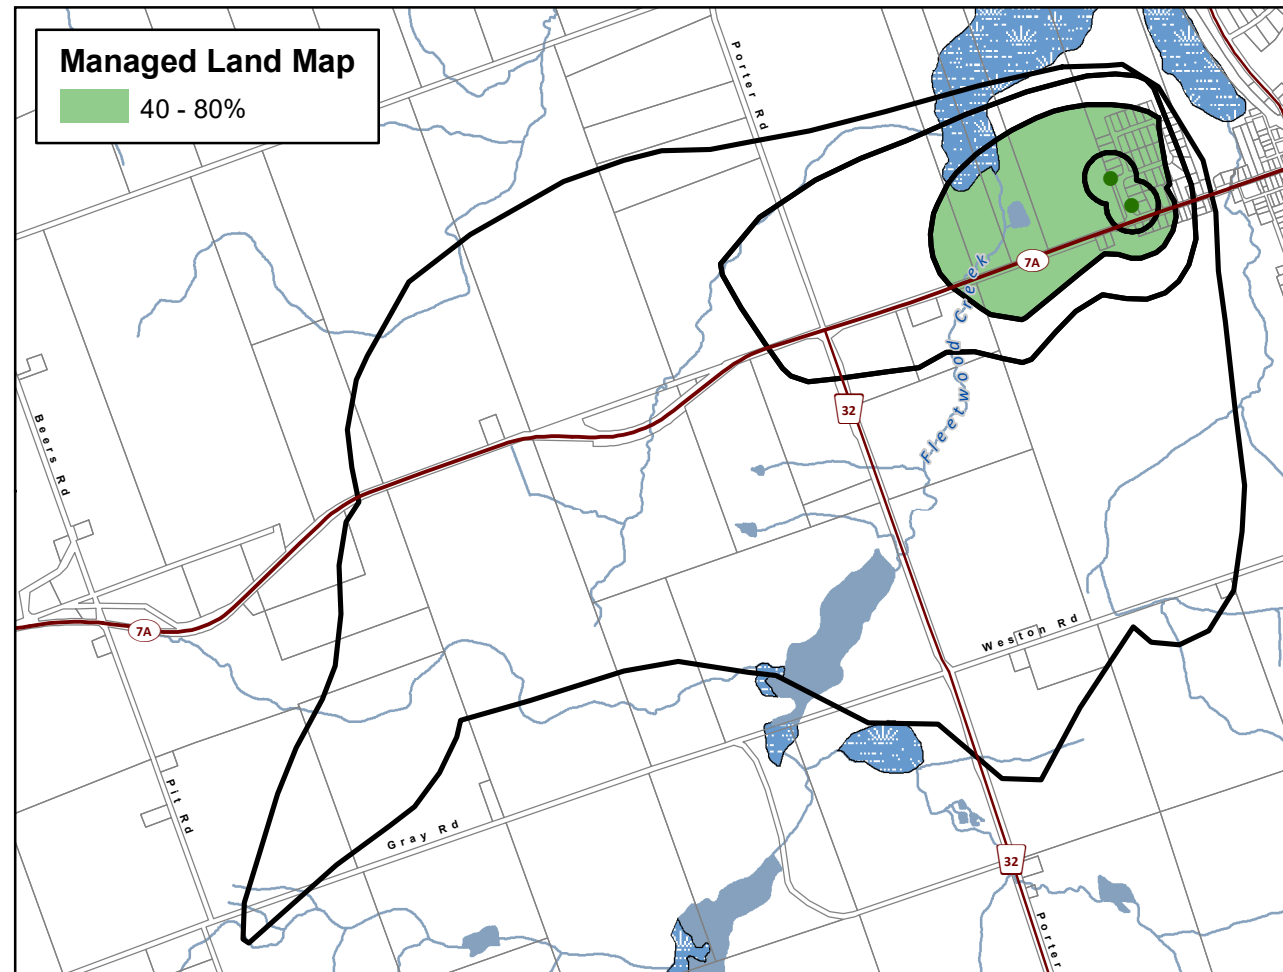 Managed Land Map
40 - 80%
Porter Rd
7A
Fleetwood Creek
32
Beers Rd
7A
Weston Rd
Pit Rd
Gray Rd
32
Porter